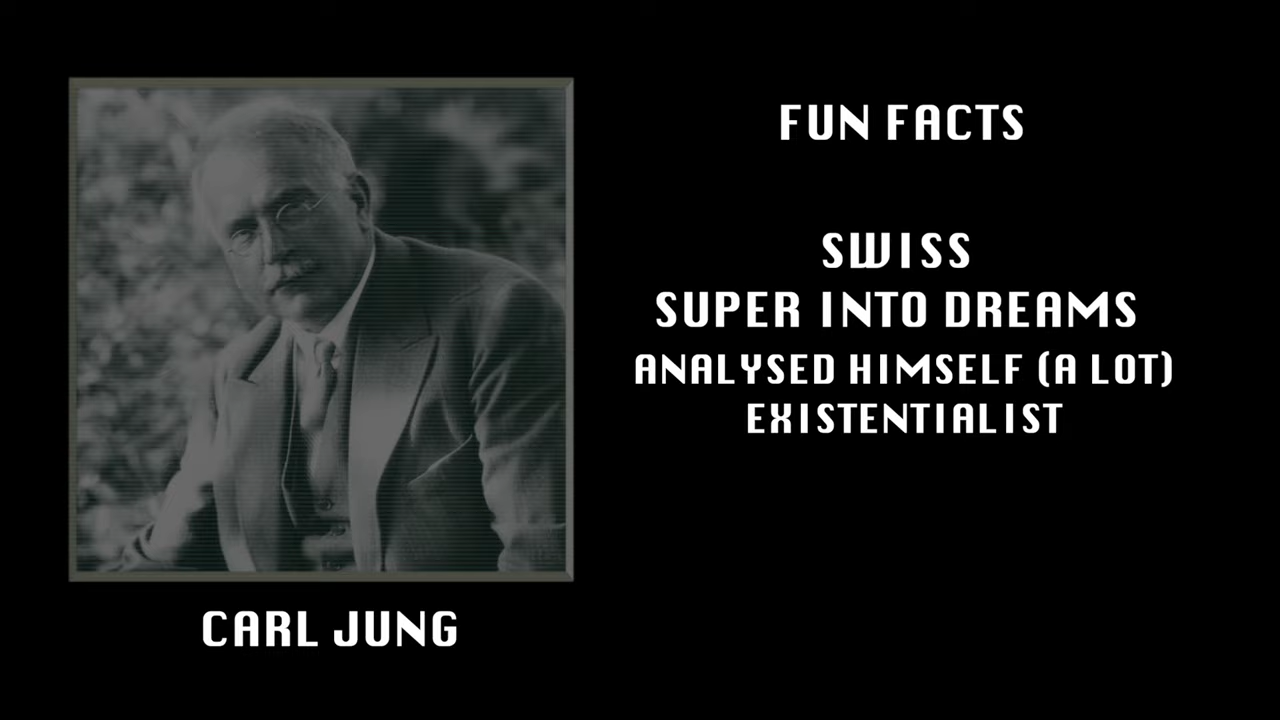 FUN FACTS
SWISS
SUPER INTO DREAMS
ANALYSED HIMSELF (A LOT)
EXISTENTIALIST
CARL JUNG